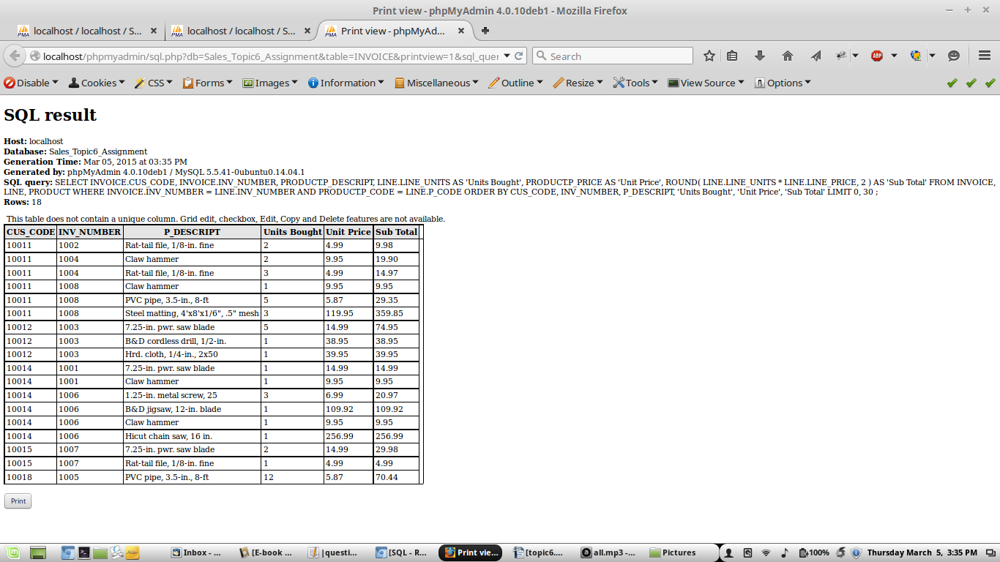 Print view - phpMyAdmin 4.0.10deb1 - Mozilla Firefox
localhost / localhost / S... localhost / localhost / S... Print view - phpMyAd...
localhost/phpmyadmin/sql.php?db=Sales_Topic6_Assignment&table=INVOICE&printview=1&sql_quer Search
Disable Cookies CSS Forms Images Information Miscellaneous Outline Resize Tools View Source Options
SQL result
Host: localhost
Database: Sales_Topic6_Assignment
Generation Time: Mar 05, 2015 at 03:35 PM
Generated by: phpMyAdmin 4.0.10deb1 / MySQL 5.5.41-0ubuntu0.14.04.1
SQL query: SELECT INVOICE.CUS_CODE, INVOICE.INV_NUMBER, PRODUCT.P_DESCRIPT, LINE.LINE_UNITS AS 'Units Bought', PRODUCT.P_PRICE AS 'Unit Price', ROUND( LINE.LINE_UNITS * LINE.LINE_PRICE, 2 ) AS 'Sub Total' FROM INVOICE,
LINE, PRODUCT WHERE INVOICE.INV_NUMBER = LINE.INV_NUMBER AND PRODUCT.P_CODE = LINE.P_CODE ORDER BY CUS_CODE, INV_NUMBER, P_DESCRIPT, 'Units Bought', 'Unit Price', 'Sub Total' LIMIT 0, 30 ;
Rows: 18
This table does not contain a unique column. Grid edit, checkbox, Edit, Copy and Delete features are not available.
CUS_CODE INV_NUMBER P_DESCRIPT Units Bought Unit Price Sub Total
10011 1002 Rat-tail file, 1/8-in. fine 2 4.99 9.98
10011 1004 Claw hammer 2 9.95 19.90
10011 1004 Rat-tail file, 1/8-in. fine 3 4.99 14.97
10011 1008 Claw hammer 1 9.95 9.95
10011 1008 PVC pipe, 3.5-in., 8-ft 5 5.87 29.35
10011 1008 Steel matting, 4'x8'x1/6", .5" mesh 3 119.95 359.85
10012 1003 7.25-in. pwr. saw blade 5 14.99 74.95
10012 1003 B&D cordless drill, 1/2-in. 1 38.95 38.95
10012 1003 Hrd. cloth, 1/4-in., 2x50 1 39.95 39.95
10014 1001 7.25-in. pwr. saw blade 1 14.99 14.99
10014 1001 Claw hammer 1 9.95 9.95
10014 1006 1.25-in. metal screw, 25 3 6.99 20.97
10014 1006 B&D jigsaw, 12-in. blade 1 109.92 109.92
10014 1006 Claw hammer 1 9.95 9.95
10014 1006 Hicut chain saw, 16 in. 1 256.99 256.99
10015 1007 7.25-in. pwr. saw blade 2 14.99 29.98
10015 1007 Rat-tail file, 1/8-in. fine 1 4.99 4.99
10018 1005 PVC pipe, 3.5-in., 8-ft 12 5.87 70.44
Print
Inbox - ... [E-book ... |questi... [SQL - R... Print vie... [topic6.... all.mp3 -... Pictures 100% Thursday March 5, 3:35 PM